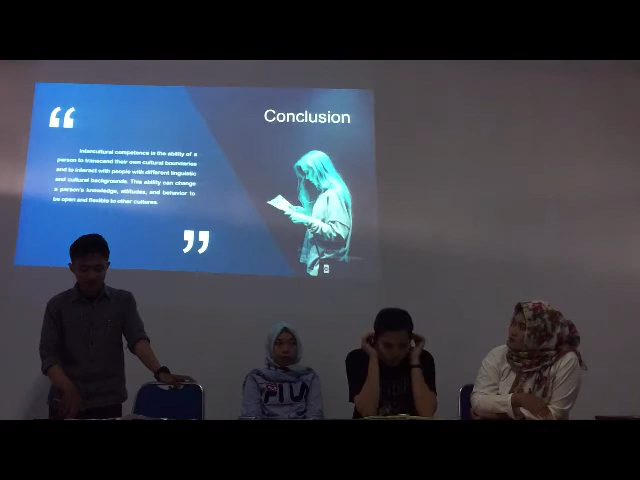 Conclusion
“
Intercultural competence is the ability of a
person to transcend their own cultural boundaries
and to interact with people with different linguistic
and cultural backgrounds. This ability can change
a person's knowledge, attitudes, and behavior to
be open and flexible to other cultures.
”
FILA